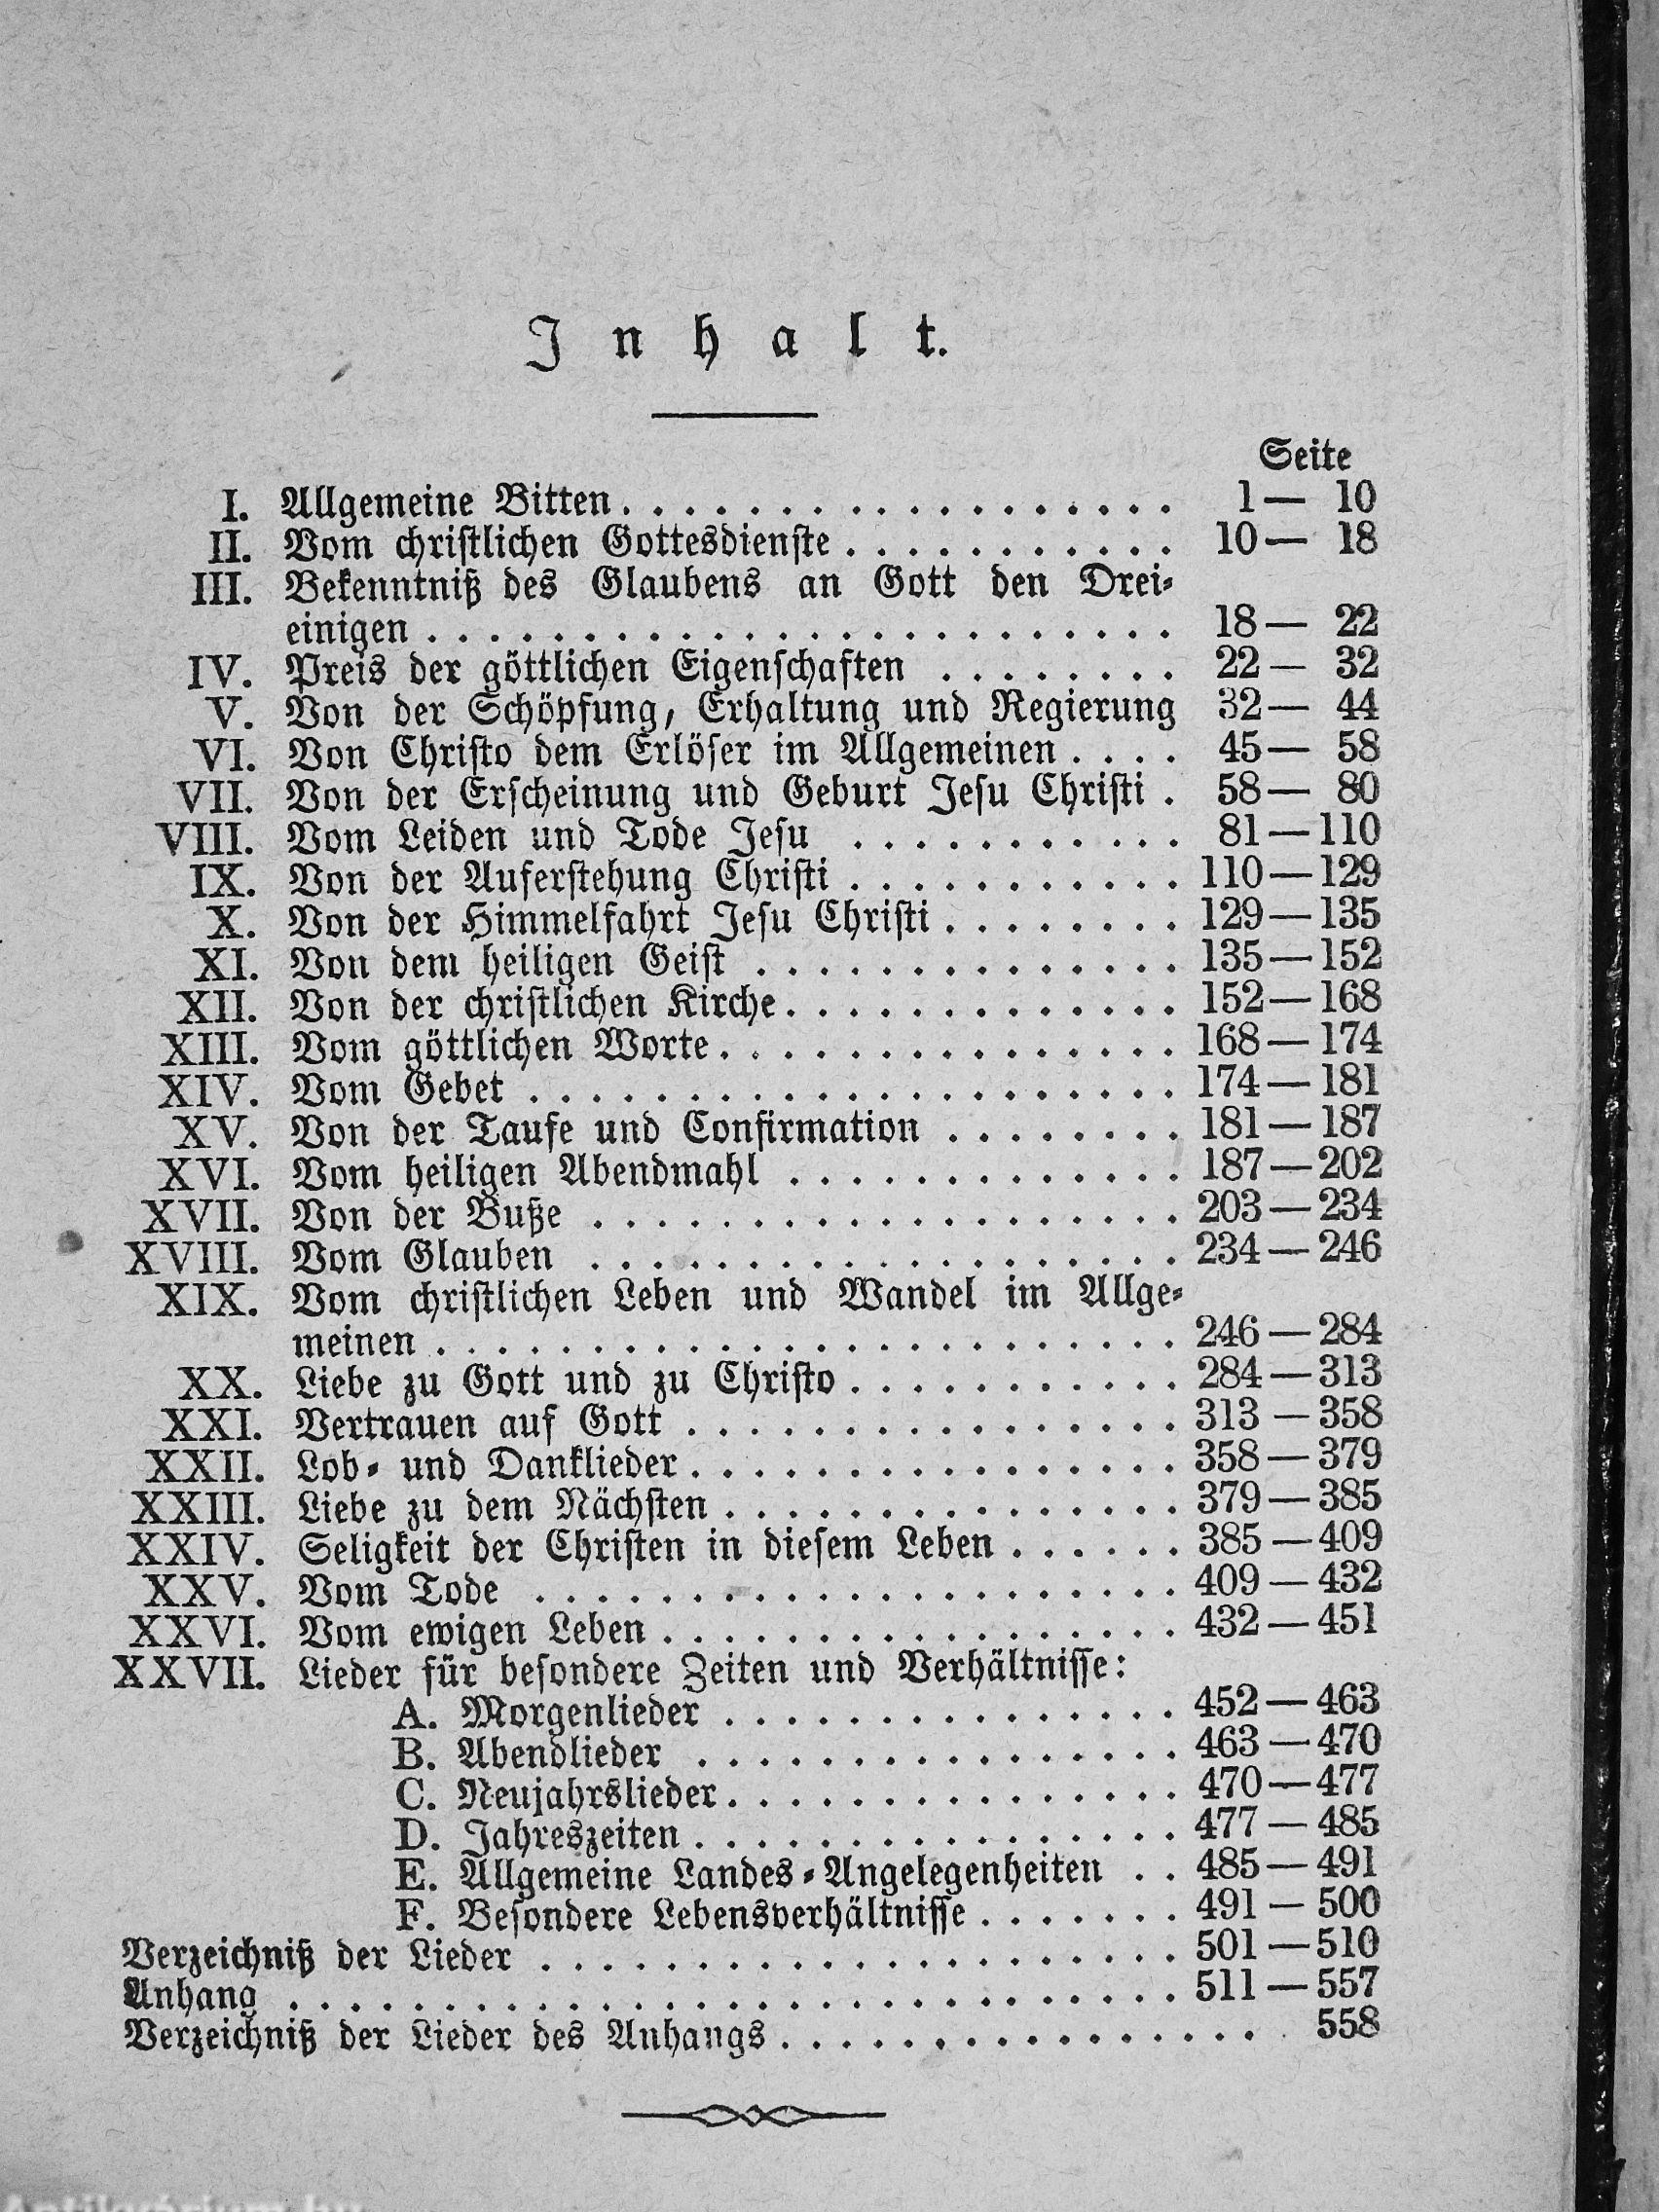 Inhalt.
Seite
I. Allgemeine Bitten . . . . . . . . . . . . . . . . . . 1— 10
II. Vom christlichen Gottesdienste . . . . . . . . . . . 10— 18
III. Bekenntniß des Glaubens an Gott den Drei-
einigen . . . . . . . . . . . . . . . . . . . . . . . . 18— 22
IV. Preis der göttlichen Eigenschaften . . . . . . . . 22— 32
V. Von der Schöpfung, Erhaltung und Regierung 32— 44
VI. Von Christo dem Erlöser im Allgemeinen . . . . 45— 58
VII. Von der Erscheinung und Geburt Jesu Christi . 58— 80
VIII. Vom Leiden und Tode Jesu . . . . . . . . . . . 81—110
IX. Von der Auferstehung Christi . . . . . . . . . . . 110—129
X. Von der Himmelfahrt Jesu Christi . . . . . . . . 129—135
XI. Von dem heiligen Geist . . . . . . . . . . . . . . 135—152
XII. Von der christlichen Kirche . . . . . . . . . . . . . 152—168
XIII. Vom göttlichen Worte . . . . . . . . . . . . . . . 168—174
XIV. Vom Gebet . . . . . . . . . . . . . . . . . . . . . 174—181
XV. Von der Taufe und Confirmation . . . . . . . . 181—187
XVI. Vom heiligen Abendmahl . . . . . . . . . . . . . 187—202
XVII. Von der Buße . . . . . . . . . . . . . . . . . . . 203—234
XVIII. Vom Glauben . . . . . . . . . . . . . . . . . . . 234—246
XIX. Vom christlichen Leben und Wandel im Allge-
meinen . . . . . . . . . . . . . . . . . . . . . . . . 246—284
XX. Liebe zu Gott und zu Christo . . . . . . . . . . . 284—313
XXI. Vertrauen auf Gott . . . . . . . . . . . . . . . . 313—358
XXII. Lob- und Danklieder . . . . . . . . . . . . . . . . 358—379
XXIII. Liebe zu dem Nächsten . . . . . . . . . . . . . . . 379—385
XXIV. Seligkeit der Christen in diesem Leben . . . . . . 385—409
XXV. Vom Tode . . . . . . . . . . . . . . . . . . . . . 409—432
XXVI. Vom ewigen Leben . . . . . . . . . . . . . . . . . 432—451
XXVII. Lieder für besondere Zeiten und Verhältnisse:
A. Morgenlieder . . . . . . . . . . . . . . . 452—463
B. Abendlieder . . . . . . . . . . . . . . . . 463—470
C. Neujahrslieder . . . . . . . . . . . . . . . 470—477
D. Jahreszeiten . . . . . . . . . . . . . . . . 477—485
E. Allgemeine Landes-Angelegenheiten . . 485—491
F. Besondere Lebensverhältnisse . . . . . . . 491—500
Verzeichniß der Lieder . . . . . . . . . . . . . . . . . . . . . 501—510
Anhang . . . . . . . . . . . . . . . . . . . . . . . . . . . . . 511—557
Verzeichniß der Lieder des Anhangs . . . . . . . . . . . . . . . . . 558